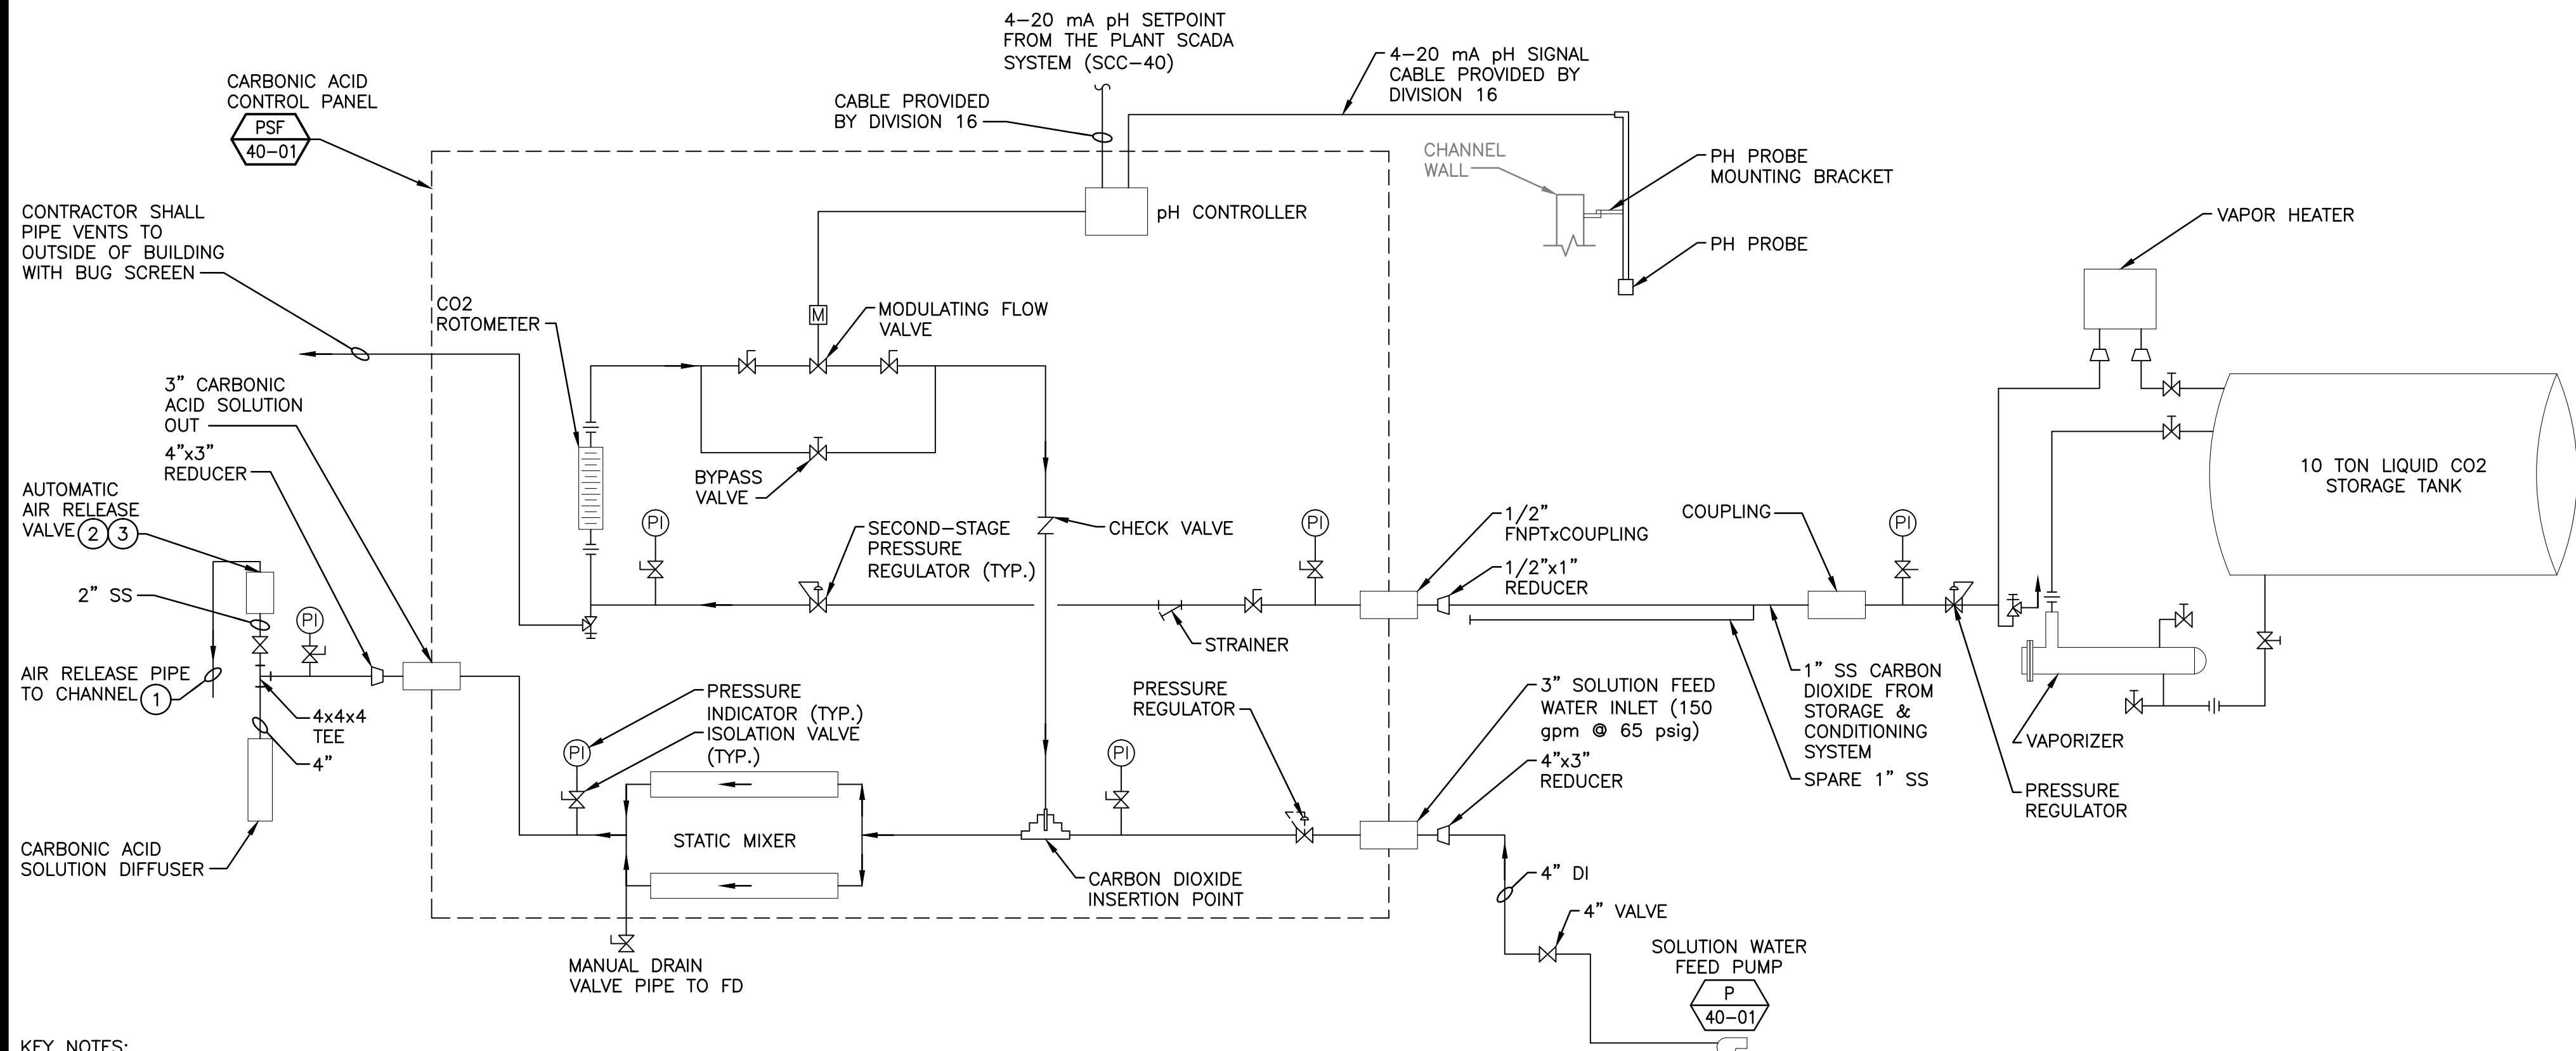 4-20 mA pH SETPOINT
FROM THE PLANT SCADA
SYSTEM (SCC-40)
4-20 mA pH SIGNAL
CABLE PROVIDED BY
DIVISION 16
CARBONIC ACID
CONTROL PANEL
PSF
40-01
CABLE PROVIDED
BY DIVISION 16
CHANNEL
WALL
PH PROBE
MOUNTING BRACKET
CONTRACTOR SHALL
PIPE VENTS TO
OUTSIDE OF BUILDING
WITH BUG SCREEN
pH CONTROLLER
PH PROBE
VAPOR HEATER
CO2
ROTOMETER
M
MODULATING FLOW
VALVE
3" CARBONIC
ACID SOLUTION
OUT
4"x3"
REDUCER
BYPASS
VALVE
10 TON LIQUID CO2
STORAGE TANK
AUTOMATIC
AIR RELEASE
VALVE 2 3
PI
SECOND-STAGE
PRESSURE
REGULATOR (TYP.)
CHECK VALVE
PI
1/2"
FNPTxCOUPLING
1/2"x1"
REDUCER
COUPLING
PI
2" SS
PI
STRAINER
AIR RELEASE PIPE
TO CHANNEL 1
4x4x4
TEE
4"
PRESSURE
INDICATOR (TYP.)
ISOLATION VALVE
(TYP.)
PI
PRESSURE
REGULATOR
PI
3" SOLUTION FEED
WATER INLET (150
gpm @ 65 psig)
4"x3"
REDUCER
1" SS CARBON
DIOXIDE FROM
STORAGE &
CONDITIONING
SYSTEM
SPARE 1" SS
VAPORIZER
PRESSURE
REGULATOR
CARBONIC ACID
SOLUTION DIFFUSER
STATIC MIXER
CARBON DIOXIDE
INSERTION POINT
4" DI
4" VALVE
MANUAL DRAIN
VALVE PIPE TO FD
SOLUTION WATER
FEED PUMP
P
40-01
KEY NOTES: